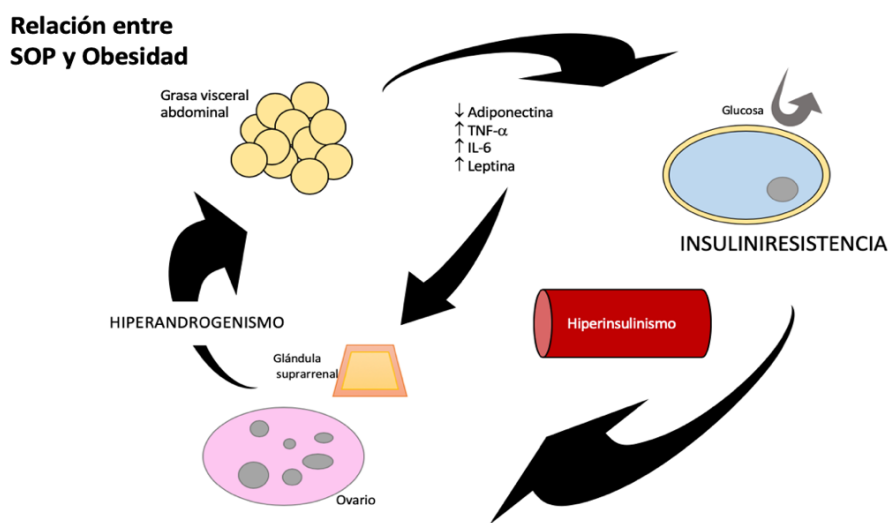 Relación entre
SOP y Obesidad
Grasa visceral
abdominal
↓ Adiponectina
↑ TNF-α
↑ IL-6
↑ Leptina
Glucosa
INSULINIRESISTENCIA
HIPERANDROGENISMO
Hiperinsulinismo
Glándula
suprarrenal
Ovario